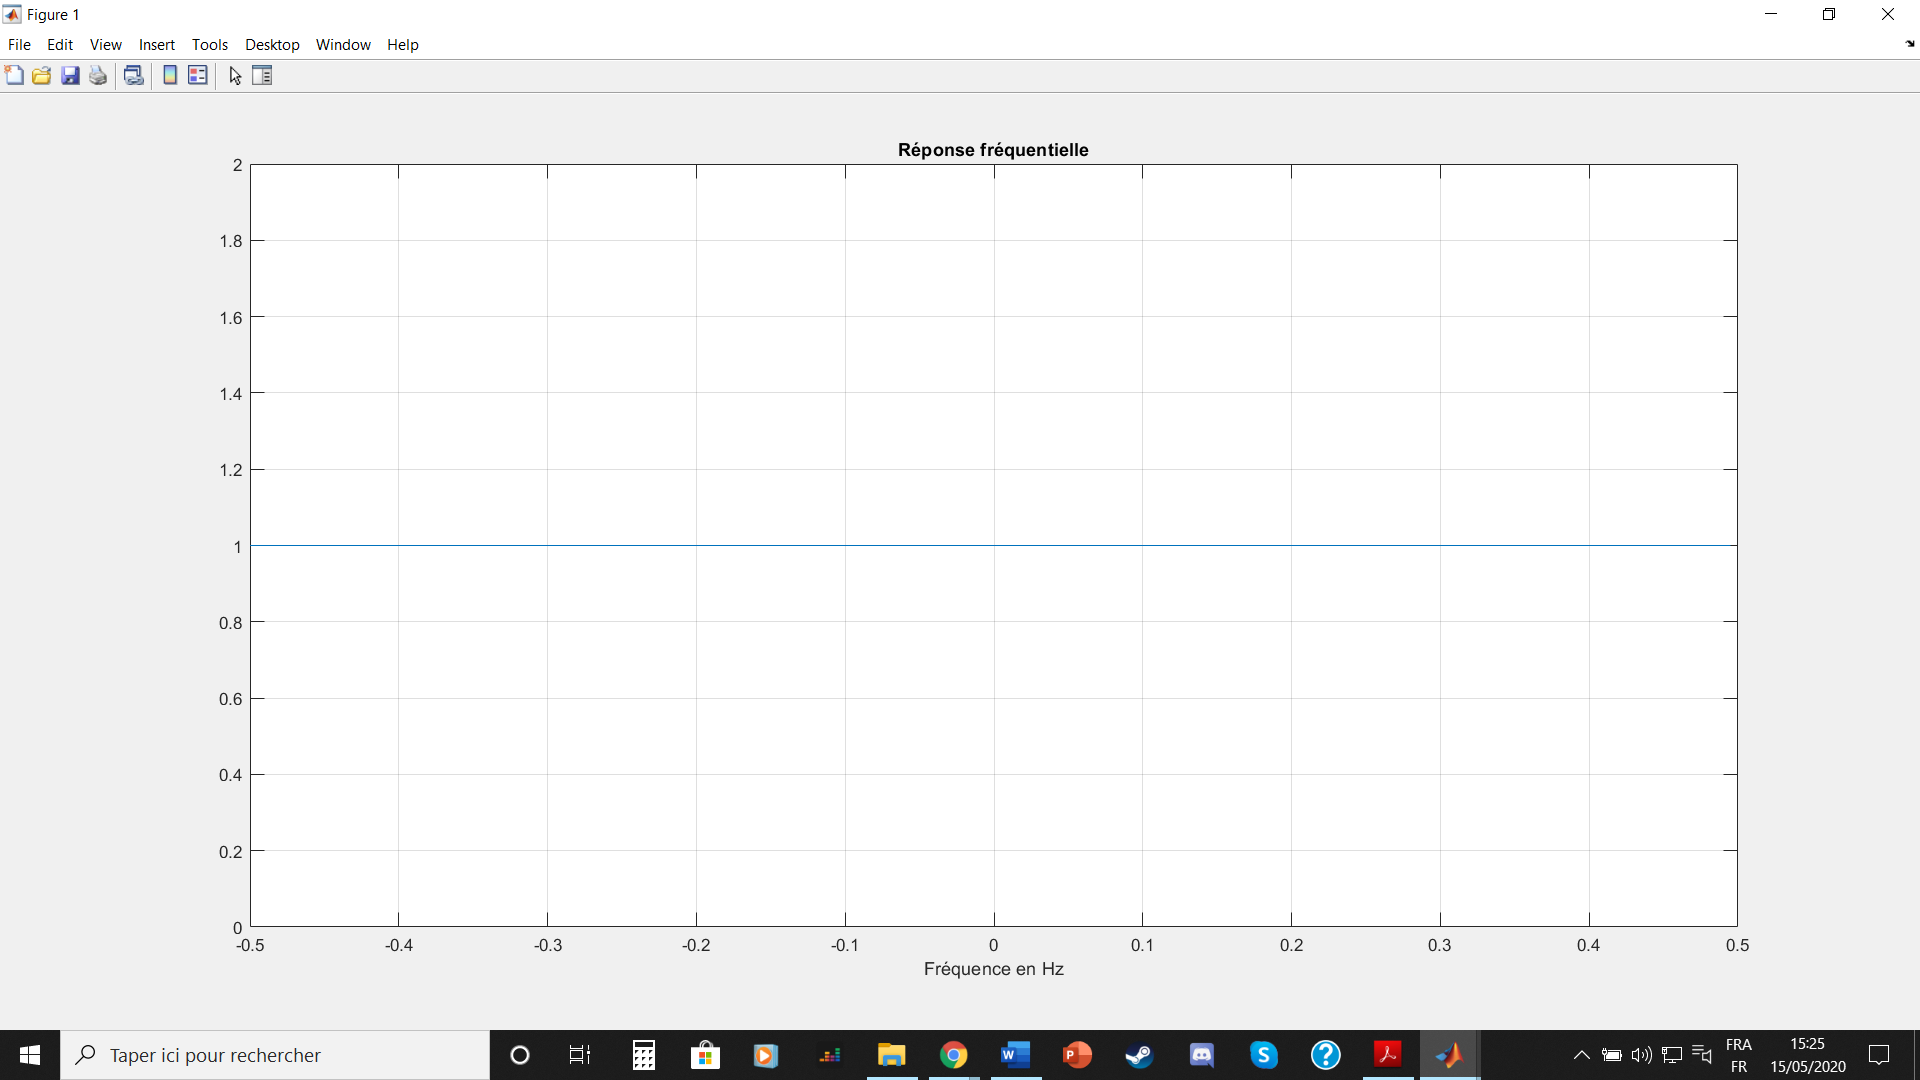 Figure 1
File Edit View Insert Tools Desktop Window Help
Réponse fréquentielle
2
1.8
1.6
1.4
1.2
1
0.8
0.6
0.4
0.2
0
-0.5 -0.4 -0.3 -0.2 -0.1 0 0.1 0.2 0.3 0.4 0.5
Fréquence en Hz
Taper ici pour rechercher
W P S ?
FRA
FR
15:25
15/05/2020